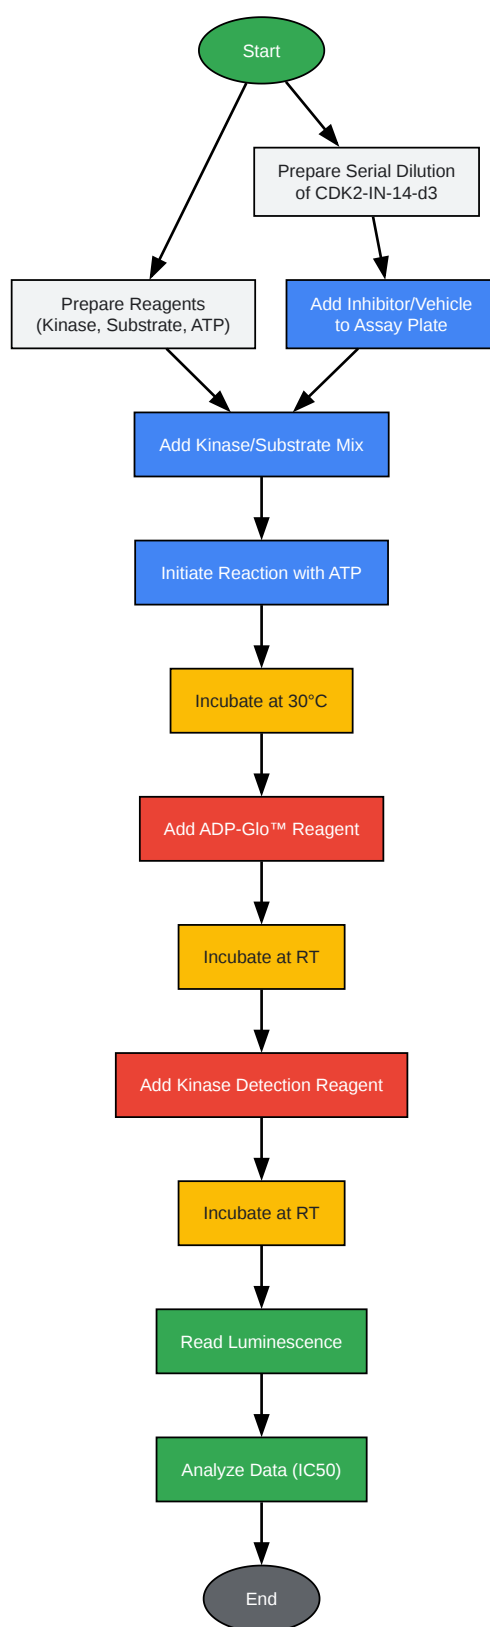 Start
Prepare Serial Dilution
of CDK2-IN-14-d3
Prepare Reagents
(Kinase, Substrate, ATP)
Add Inhibitor/Vehicle
to Assay Plate
Add Kinase/Substrate Mix
Initiate Reaction with ATP
Incubate at 30°C
Add ADP-Glo™ Reagent
Incubate at RT
Add Kinase Detection Reagent
Incubate at RT
Read Luminescence
Analyze Data (IC50)
End